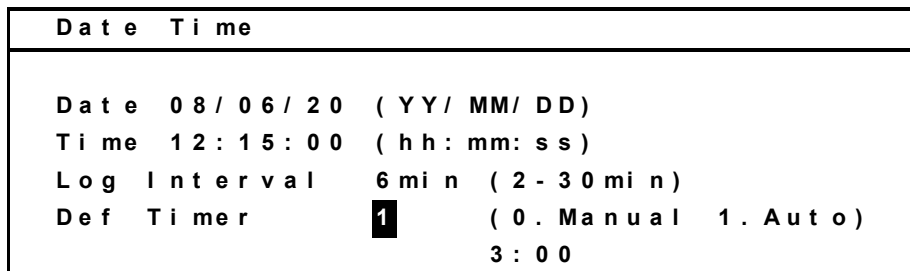 Date Time
Date 08/06/20 (YY/MM/DD)
Time 12:15:00 (hh:mm:ss)
Log Interval 6min (2-30min)
Def Timer 1 (0.Manual 1.Auto)
3:00